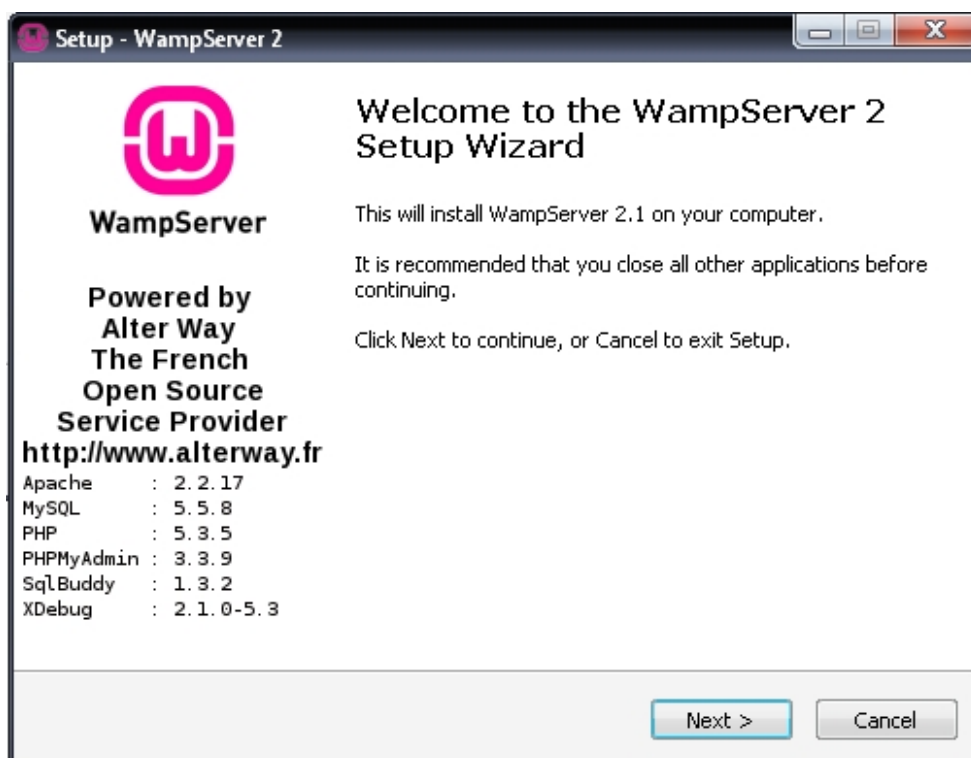 Setup - WampServer 2
WampServer
Powered by
Alter Way
The French
Open Source
Service Provider
http://www.alterway.fr
Apache : 2.2.17
MySQL : 5.5.8
PHP : 5.3.5
PHPMyAdmin : 3.3.9
SqlBuddy : 1.3.2
XDebug : 2.1.0-5.3
Welcome to the WampServer 2
Setup Wizard
This will install WampServer 2.1 on your computer.
It is recommended that you close all other applications before
continuing.
Click Next to continue, or Cancel to exit Setup.
Next >
Cancel